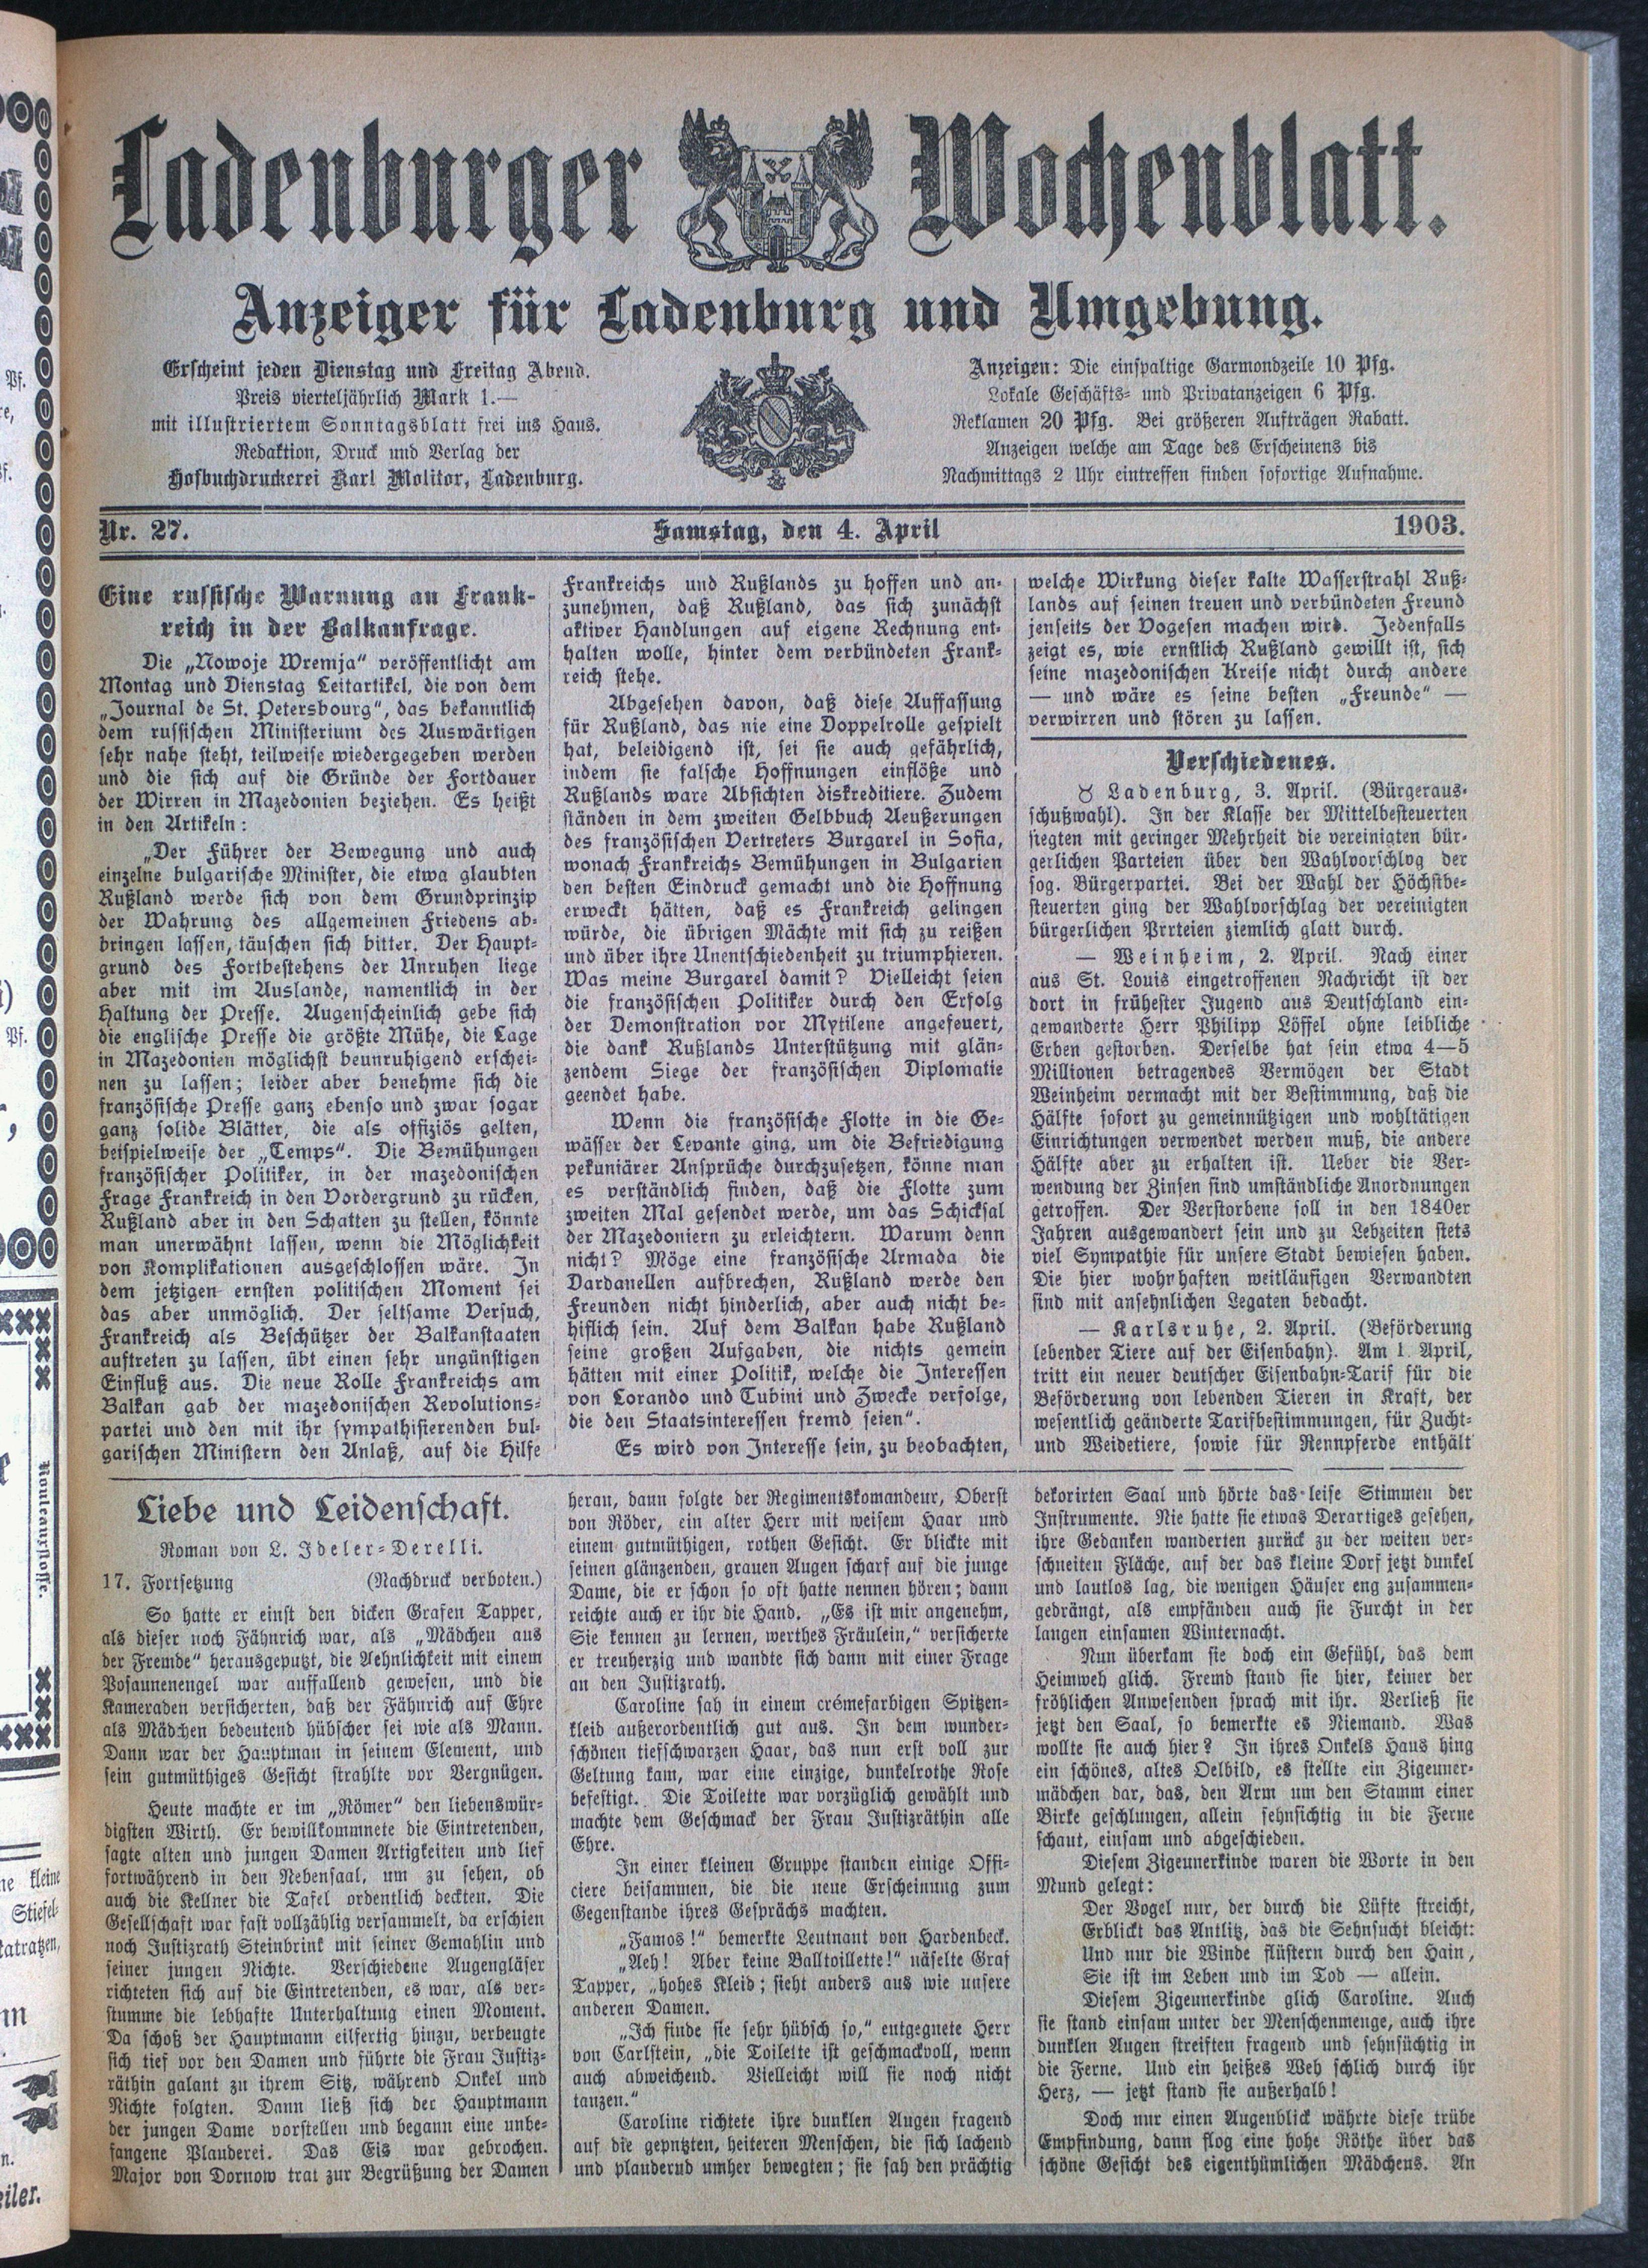 Ladenburger Wochenblatt.
Anzeiger für Ladenburg und Umgebung.
Erscheint jeden Dienstag und Freitag Abend.
Preis vierteljährlich Mark 1.—
mit illustriertem Sonntagsblatt frei ins Haus.
Redaktion, Druck und Verlag der
Hofbuchdruckerei Karl Molitor, Ladenburg.
Anzeigen: Die einspaltige Garmondzeile 10 Pfg.
Lokale Geschäfts- und Privatanzeigen 6 Pfg.
Reklamen 20 Pfg. Bei größeren Aufträgen Rabatt.
Anzeigen welche am Tage des Erscheinens bis
Nachmittags 2 Uhr eintreffen finden sofortige Aufnahme.
Nr. 27. Samstag, den 4. April 1903.
Eine russische Warnung an Frank-
reich in der Balkanfrage.
Die „Nowoje Wremja“ veröffentlicht am
Montag und Dienstag Leitartikel, die von dem
„Journal de St. Petersbourg“, das bekanntlich
dem russischen Ministerium des Auswärtigen
sehr nahe steht, teilweise wiedergegeben werden
und die sich auf die Gründe der Fortdauer
der Wirren in Mazedonien beziehen. Es heißt
in den Artikeln:
„Der Führer der Bewegung und auch
einzelne bulgarische Minister, die etwa glaubten
Rußland werde sich von dem Grundprinzip
der Wahrung des allgemeinen Friedens ab-
bringen lassen, täuschen sich bitter. Der Haupt-
grund des Fortbestehens der Unruhen liege
aber mit im Auslande, namentlich in der
Haltung der Presse. Augenscheinlich gebe sich
die englische Presse die größte Mühe, die Lage
in Mazedonien möglichst beunruhigend erschei-
nen zu lassen; leider aber benehme sich die
französische Presse ganz ebenso und zwar sogar
ganz solide Blätter, die als offiziös gelten,
beispielweise der „Temps“. Die Bemühungen
französischer Politiker, in der mazedonischen
Frage Frankreich in den Vordergrund zu rücken,
Rußland aber in den Schatten zu stellen, könnte
man unerwähnt lassen, wenn die Möglichkeit
von Komplikationen ausgeschlossen wäre. In
dem jetzigen ernsten politischen Moment sei
das aber unmöglich. Der seltsame Versuch,
Frankreich als Beschützer der Balkanstaaten
auftreten zu lassen, übt einen sehr ungünstigen
Einfluß aus. Die neue Rolle Frankreichs am
Balkan gab der mazedonischen Revolutions-
partei und den mit ihr sympathisierenden bul-
garischen Ministern den Anlaß, auf die Hilfe
Frankreichs und Rußlands zu hoffen und an-
zunehmen, daß Rußland, das sich zunächst
aktiver Handlungen auf eigene Rechnung ent-
halten wolle, hinter dem verbündeten Frank-
reich stehe.
Abgesehen davon, daß diese Auffassung
für Rußland, das nie eine Doppelrolle gespielt
hat, beleidigend ist, sei sie auch gefährlich,
indem sie falsche Hoffnungen einflöße und
Rußlands ware Absichten diskreditiere. Zudem
ständen in dem zweiten Gelbbuch Aeußerungen
des französischen Vertreters Burgarel in Sofia,
wonach Frankreichs Bemühungen in Bulgarien
den besten Eindruck gemacht und die Hoffnung
erweckt hätten, daß es Frankreich gelingen
würde, die übrigen Mächte mit sich zu reißen
und über ihre Unentschiedenheit zu triumphieren.
Was meine Burgarel damit? Vielleicht seien
die französischen Politiker durch den Erfolg
der Demonstration vor Mytilene angefeuert,
die dank Rußlands Unterstützung mit glän-
zendem Siege der französischen Diplomatie
geendet habe.
Wenn die französische Flotte in die Ge-
wässer der Levante ging, um die Befriedigung
pekuniärer Ansprüche durchzusetzen, könne man
es verständlich finden, daß die Flotte zum
zweiten Mal gesendet werde, um das Schicksal
der Mazedoniern zu erleichtern. Warum denn
nicht? Möge eine französische Armada die
Dardanellen aufbrechen, Rußland werde den
Freunden nicht hinderlich, aber auch nicht be-
hiflich sein. Auf dem Balkan habe Rußland
seine großen Aufgaben, die nichts gemein
hätten mit einer Politik, welche die Interessen
von Lorando und Tubini und Zwecke verfolge,
die den Staatsinteressen fremd seien“.
Es wird von Interesse sein, zu beobachten,
welche Wirkung dieser kalte Wasserstrahl Ruß-
lands auf seinen treuen und verbündeten Freund
jenseits der Vogesen machen wird. Jedenfalls
zeigt es, wie ernstlich Rußland gewillt ist, sich
seine mazedonischen Kreise nicht durch andere
— und wäre es seine besten „Freunde“ —
verwirren und stören zu lassen.
Verschiedenes.
♉ Ladenburg, 3. April. (Bürgeraus-
schußwahl). In der Klasse der Mittelbesteuerten
siegten mit geringer Mehrheit die vereinigten bür-
gerlichen Parteien über den Wahlvorschlvg der
sog. Bürgerpartei. Bei der Wahl der Höchstbe-
steuerten ging der Wahlvorschlag der vereinigten
bürgerlichen Prrteien ziemlich glatt durch.
— Weinheim, 2. April. Nach einer
aus St. Louis eingetroffenen Nachricht ist der
dort in frühester Jugend aus Deutschland ein-
gewanderte Herr Philipp Löffel ohne leibliche
Erben gestorben. Derselbe hat sein etwa 4—5
Millionen betragendes Vermögen der Stadt
Weinheim vermacht mit der Bestimmung, daß die
Hälfte sofort zu gemeinnützigen und wohltätigen
Einrichtungen verwendet werden muß, die andere
Hälfte aber zu erhalten ist. Ueber die Ver-
wendung der Zinsen sind umständliche Anordnungen
getroffen. Der Verstorbene soll in den 1840er
Jahren ausgewandert sein und zu Lebzeiten stets
viel Sympathie für unsere Stadt bewiesen haben.
Die hier wohnhaften weitläufigen Verwandten
sind mit ansehnlichen Legaten bedacht.
— Karlsruhe, 2. April. (Beförderung
lebender Tiere auf der Eisenbahn). Am 1. April,
tritt ein neuer deutscher Eisenbahn-Tarif für die
Beförderung von lebenden Tieren in Kraft, der
wesentlich geänderte Tarifbestimmungen, für Zucht-
und Weidetiere, sowie für Rennpferde enthält
Liebe und Leidenschaft.
Roman von L. Ideler-Derelli.
17. Fortsetzung (Nachdruck verboten.)
So hatte er einst den dicken Grafen Tapper,
als dieser noch Fähnrich war, als „Mädchen aus
der Fremde“ herausgeputzt, die Aehnlichkeit mit einem
Posaunenengel war auffallend gewesen, und die
Kameraden versicherten, daß der Fähnrich auf Ehre
als Mädchen bedeutend hübscher sei wie als Mann.
Dann war der Hauptman in seinem Element, und
sein gutmüthiges Gesicht strahlte vor Vergnügen.
Heute machte er im „Römer“ den liebenswür-
digsten Wirth. Er bewillkommnete die Eintretenden,
sagte alten und jungen Damen Artigkeiten und lief
fortwährend in den Nebensaal, um zu sehen, ob
auch die Kellner die Tafel ordentlich deckten. Die
Gesellschaft war fast vollzählig versammelt, da erschien
noch Justizrath Steinbrink mit seiner Gemahlin und
seiner jungen Nichte. Verschiedene Augengläser
richteten sich auf die Eintretenden, es war, als ver-
stumme die lebhafte Unterhaltung einen Moment.
Da schoß der Hauptmann eilfertig hinzu, verbeugte
sich tief vor den Damen und führte die Frau Justiz-
räthin galant zu ihrem Sitz, während Onkel und
Nichte folgten. Dann ließ sich der Hauptmann
der jungen Dame vorstellen und begann eine unbe-
fangene Plauderei. Das Eis war gebrochen.
Major von Dornow trat zur Begrüßung der Damen
heran, dann folgte der Regimentskomandeur, Oberst
von Röder, ein alter Herr mit weisem Haar und
einem gutmüthigen, rothen Gesicht. Er blickte mit
seinen glänzenden, grauen Augen scharf auf die junge
Dame, die er schon so oft hatte nennen hören; dann
reichte auch er ihr die Hand. „Es ist mir angenehm,
Sie kennen zu lernen, werthes Fräulein,“ versicherte
er treuherzig und wandte sich dann mit einer Frage
an den Justizrath.
Caroline sah in einem crémefarbigen Spitzen-
kleid außerordentlich gut aus. In dem wunder-
schönen tiefschwarzen Haar, das nun erst voll zur
Geltung kam, war eine einzige, dunkelrothe Rose
befestigt. Die Toilette war vorzüglich gewählt und
machte dem Geschmack der Frau Justizräthin alle
Ehre.
In einer kleinen Gruppe standen einige Offi-
ciere beisammen, die die neue Erscheinung zum
Gegenstande ihres Gesprächs machten.
„Famos!“ bemerkte Leutnant von Hardenbeck.
„Aeh! Aber keine Balltoillette!“ näselte Graf
Tapper, „hohes Kleid; sieht anders aus wie unsere
anderen Damen.
„Ich finde sie sehr hübsch so,“ entgegnete Herr
von Carlstein, „die Toilette ist geschmackvoll, wenn
auch abweichend. Vielleicht will sie noch nicht
tanzen.“
Caroline richtete ihre dunklen Augen fragend
auf die geputzten, heiteren Menschen, die sich lachend
und plaudernd umher bewegten; sie sah den prächtig
dekorirten Saal und hörte das leise Stimmen der
Instrumente. Nie hatte sie etwas Derartiges gesehen,
ihre Gedanken wanderten zurück zu der weiten ver-
schneiten Fläche, auf der das kleine Dorf jetzt dunkel
und lautlos lag, die wenigen Häuser eng zusammen-
gedrängt, als empfänden auch sie Furcht in der
langen einsamen Winternacht.
Nun überkam sie doch ein Gefühl, das dem
Heimweh glich. Fremd stand sie hier, keiner der
fröhlichen Anwesenden sprach mit ihr. Verließ sie
jetzt den Saal, so bemerkte es Niemand. Was
wollte sie auch hier? In ihres Onkels Haus hing
ein schönes, altes Oelbild, es stellte ein Zigeuner-
mädchen dar, das, den Arm um den Stamm einer
Birke geschlungen, allein sehnsichtig in die Ferne
schaut, einsam und abgeschieden.
Diesem Zigeunerkinde waren die Worte in den
Mund gelegt:
Der Vogel nur, der durch die Lüfte streicht,
Erblickt das Antlitz, das die Sehnsucht bleicht:
Und nur die Winde flüstern durch den Hain,
Sie ist im Leben und im Tod — allein.
Diesem Zigeunerkinde glich Caroline. Auch
sie stand einsam unter der Menschenmenge, auch ihre
dunklen Augen streiften fragend und sehnsüchtig in
die Ferne. Und ein heißes Weh schlich durch ihr
Herz, — jetzt stand sie außerhalb!
Doch nur einen Augenblick währte diese trübe
Empfindung, dann flog eine hohe Röthe über das
schöne Gesicht des eigenthümlichen Mädchens. An